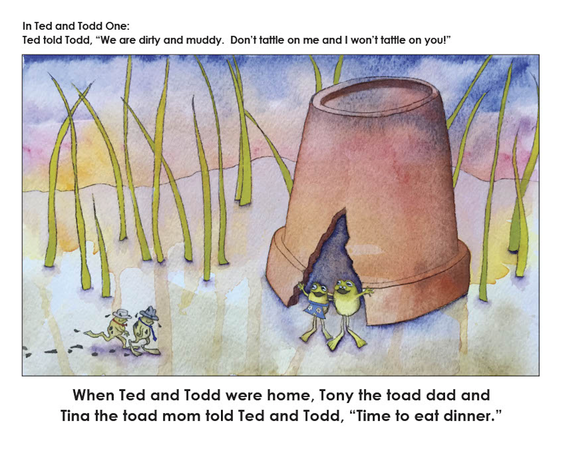 In Ted and Todd One:
Ted told Todd, “We are dirty and muddy.  Don’t tattle on me and I won’t tattle on you!”
When Ted and Todd were home, Tony the toad dad and
Tina the toad mom told Ted and Todd, “Time to eat dinner.”